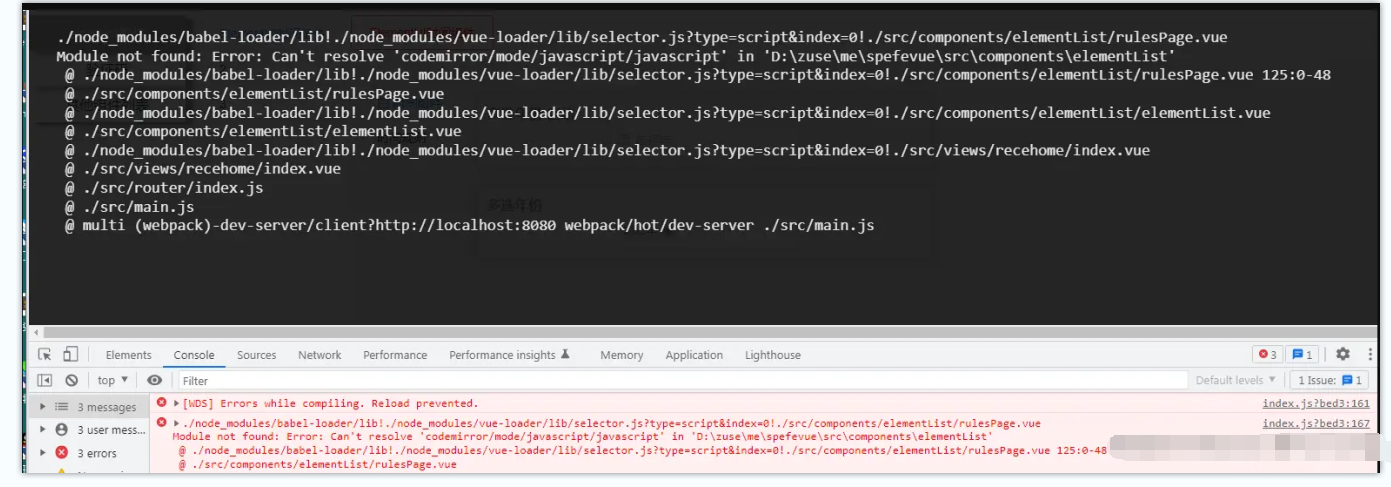 ./node_modules/babel-loader/lib!./node_modules/vue-loader/lib/selector.js?type=script&index=0!./src/components/elementList/rulesPage.vue
Module not found: Error: Can't resolve 'codemirror/mode/javascript/javascript' in 'D:\zuse\me\spefevue\src\components\elementList'
@ ./node_modules/babel-loader/lib!./node_modules/vue-loader/lib/selector.js?type=script&index=0!./src/components/elementList/rulesPage.vue 125:0-48
@ ./src/components/elementList/rulesPage.vue
@ ./node_modules/babel-loader/lib!./node_modules/vue-loader/lib/selector.js?type=script&index=0!./src/components/elementList/elementList.vue
@ ./src/components/elementList/elementList.vue
@ ./node_modules/babel-loader/lib!./node_modules/vue-loader/lib/selector.js?type=script&index=0!./src/views/recehome/index.vue
@ ./src/views/recehome/index.vue
@ ./src/router/index.js
@ ./src/main.js
多选年份
@ multi (webpack)-dev-server/client?http://localhost:8080 webpack/hot/dev-server ./src/main.js
Elements Console Sources Network Performance Performance insights Memory Application Lighthouse 3 1
top Filter Default levels 1 Issue: 1
3 messages [WDS] Errors while compiling. Reload prevented. index.js?bed3:161
3 user mess... ./node_modules/babel-loader/lib!./node_modules/vue-loader/lib/selector.js?type=script&index=0!./src/components/elementList/rulesPage.vue index.js?bed3:167
Module not found: Error: Can't resolve 'codemirror/mode/javascript/javascript' in 'D:\zuse\me\spefevue\src\components\elementList'
3 errors @ ./node_modules/babel-loader/lib!./node_modules/vue-loader/lib/selector.js?type=script&index=0!./src/components/elementList/rulesPage.vue 125:0-48
@ ./src/components/elementList/rulesPage.vue